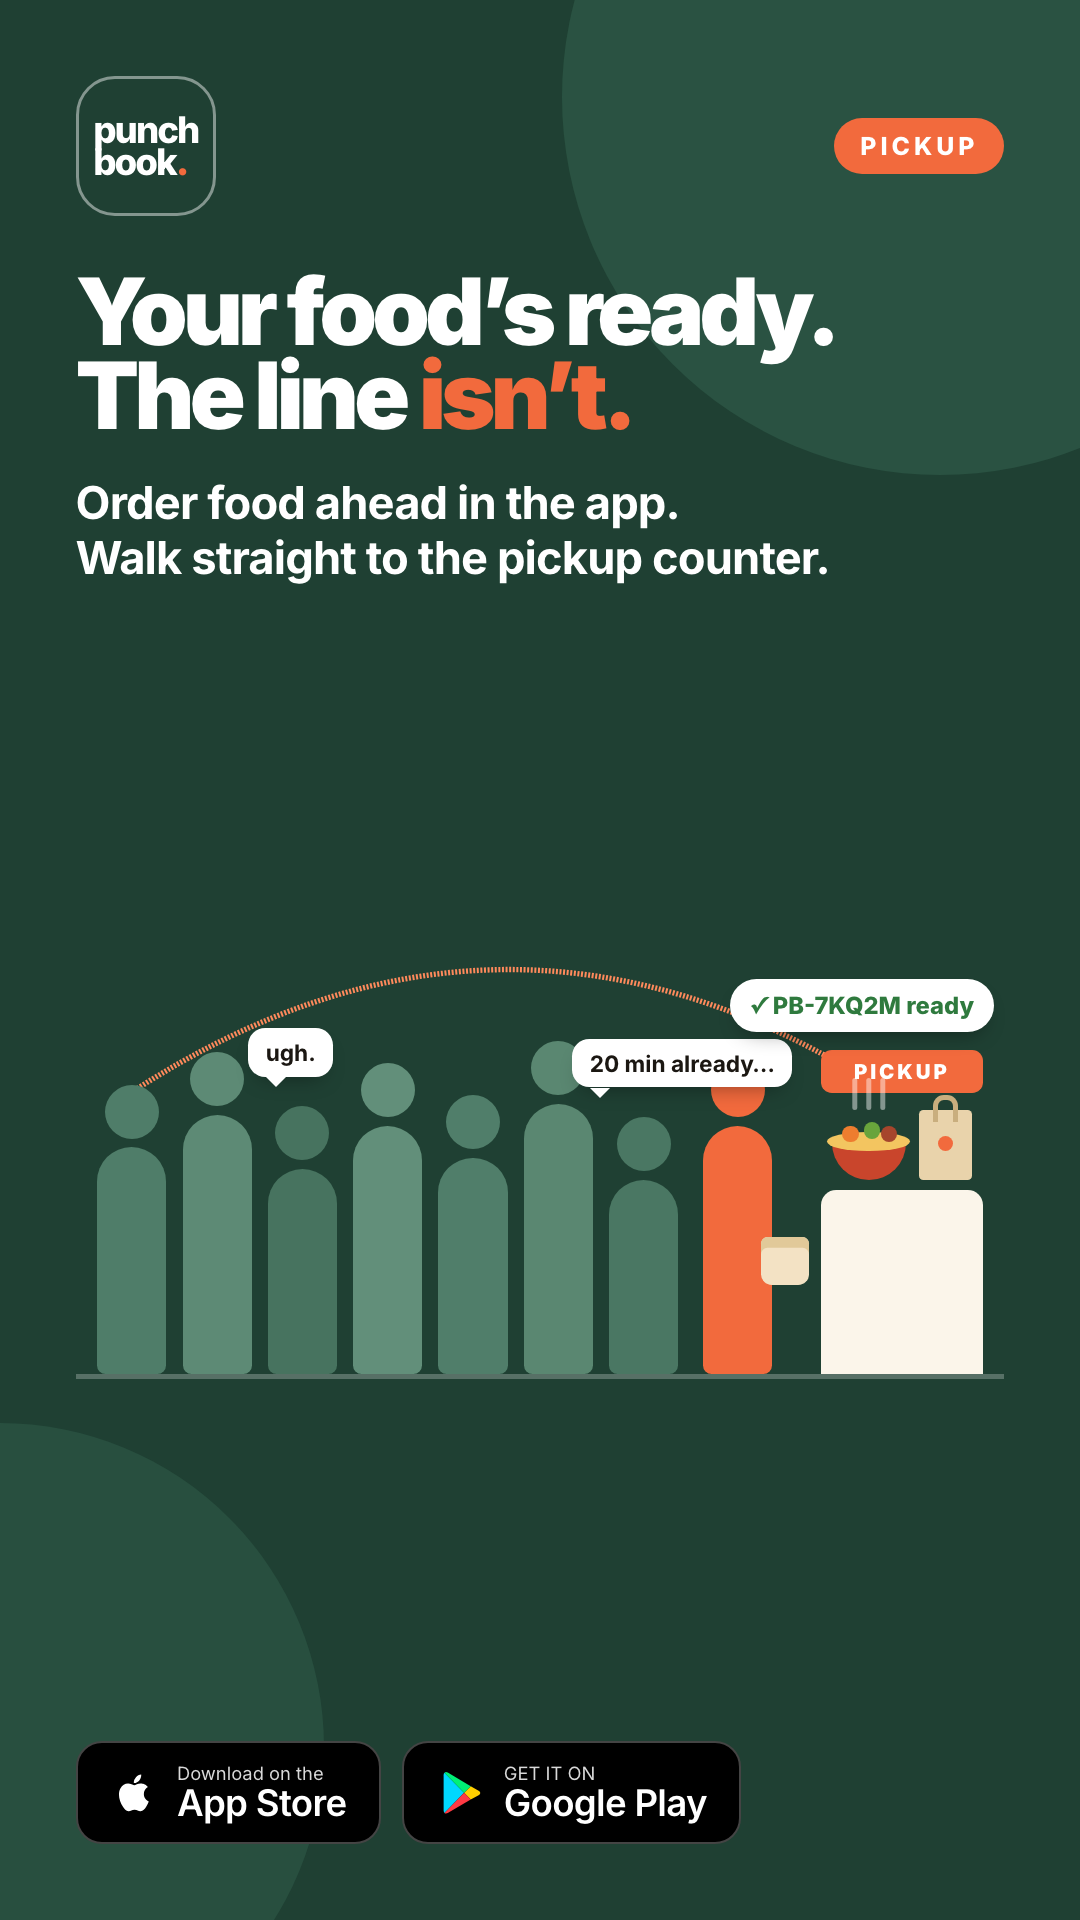 punch
book.
PICKUP
Your food’s ready.
The line isn’t.
Order food ahead in the app.
Walk straight to the pickup counter.
✓PB-7KQ2M ready
ugh.
20 min already...
PICKUP
Download on the
App Store
GET IT ON
Google Play